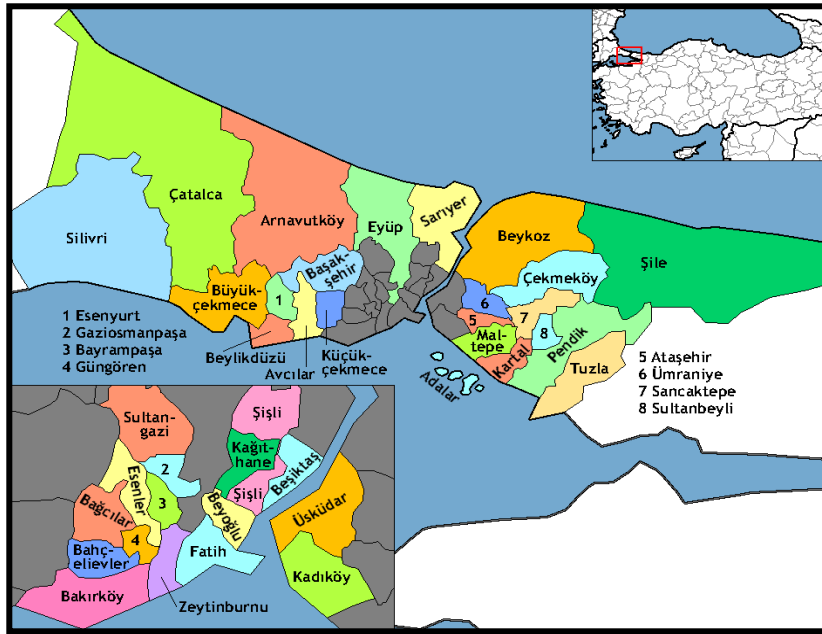 Çatalca
Silivri
Arnavutköy
Eyüp
Sarıyer
Beykoz
Şile
Çekmeköy
Başak-
şehir
Büyük-
çekmece
1
6
5
7
8
Mal-
tepe
Kartal
Pendik
Tuzla
Adalar
Beylikdüzü
Avcılar
Küçük-
çekmece
1 Esenyurt
2 Gaziosmanpaşa
3 Bayrampaşa
4 Güngören
5 Ataşehir
6 Ümraniye
7 Sancaktepe
8 Sultanbeyli
Sultan-
gazi
Şişli
Kağıt-
hane
Şişli
Beşiktaş
2
Esenler
3
Bağcılar
4
Bahç-
elievler
Beyoğlu
Fatih
Üsküdar
Kadıköy
Bakırköy
Zeytinburnu